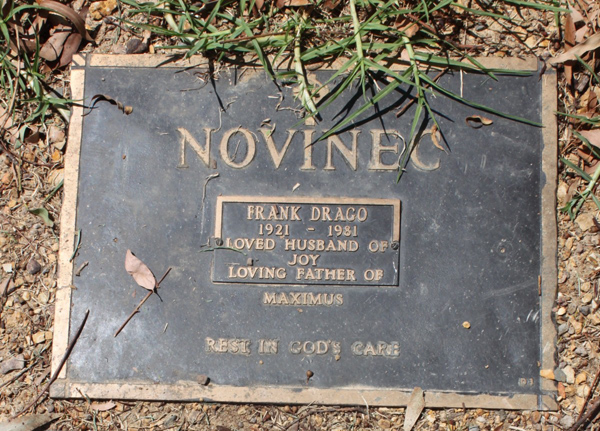 NOVINEC
FRANK DRAGO
1921 - 1981
LOVED HUSBAND OF
JOY
LOVING FATHER OF
MAXIMUS
REST IN GOD'S CARE